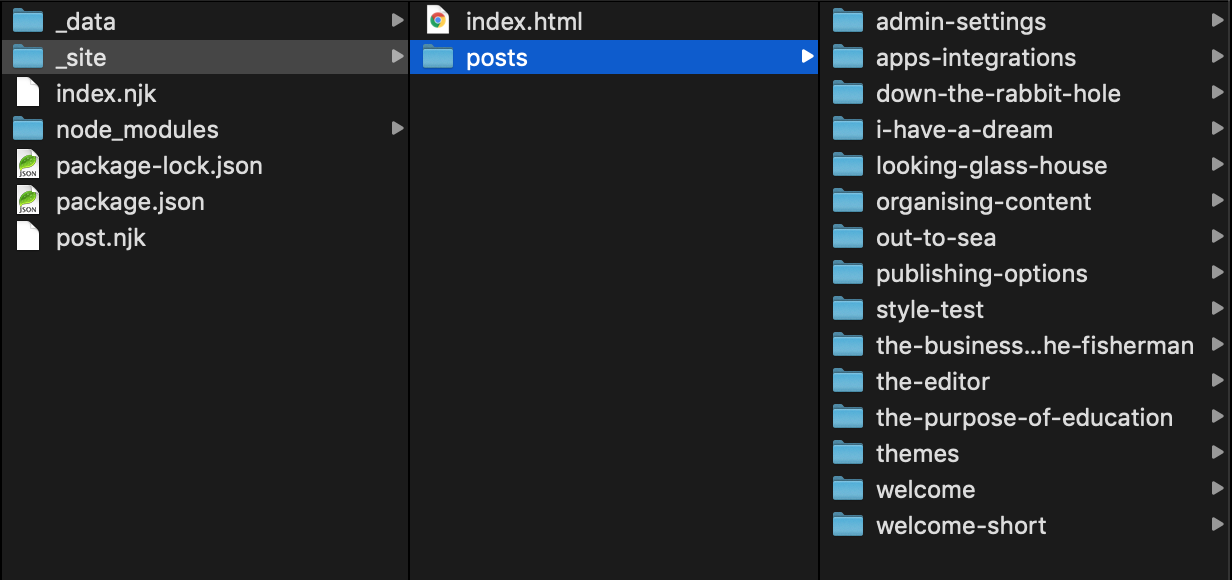 _data
_site
index.njk
node_modules
package-lock.json
package.json
post.njk
index.html
posts
admin-settings
apps-integrations
down-the-rabbit-hole
i-have-a-dream
looking-glass-house
organising-content
out-to-sea
publishing-options
style-test
the-business...he-fisherman
the-editor
the-purpose-of-education
themes
welcome
welcome-short